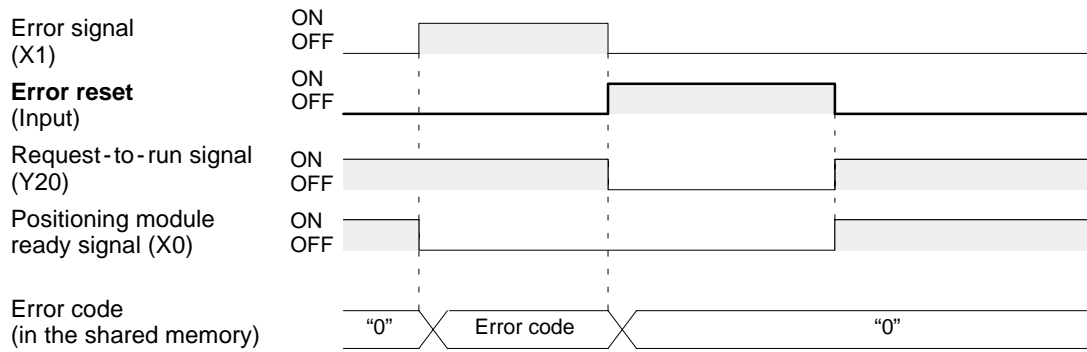 Error signal
(X1)
ON
OFF
Error reset
(Input)
ON
OFF
Request-to-run signal
(Y20)
ON
OFF
Positioning module
ready signal (X0)
ON
OFF
Error code
(in the shared memory)
“0”
Error code
“0”